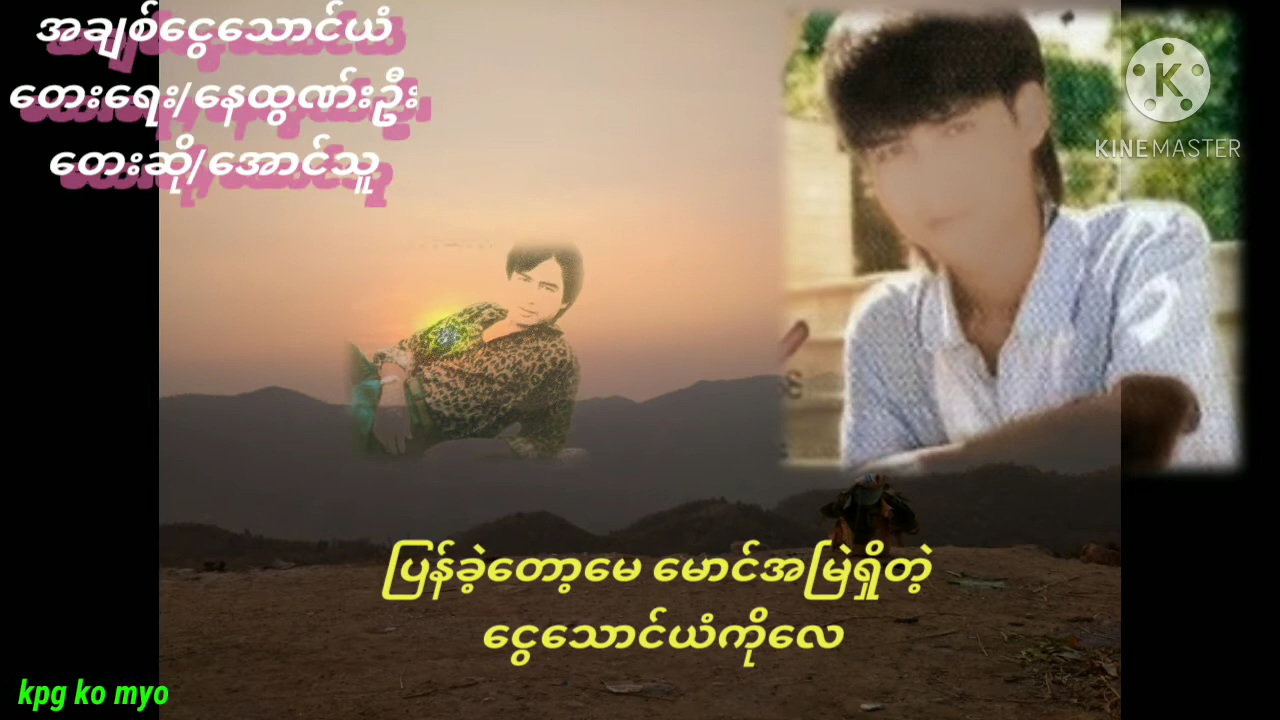 အချစ်ငွေသောင်ယံ
တေးရေး/နေထွဏ်းဦး
တေးဆို/အောင်သူ
KINEMASTER
ပြန်ခဲ့တော့မေ မောင်အမြဲရှိတဲ့
ငွေသောင်ယံကိုလေ
kpg ko myo